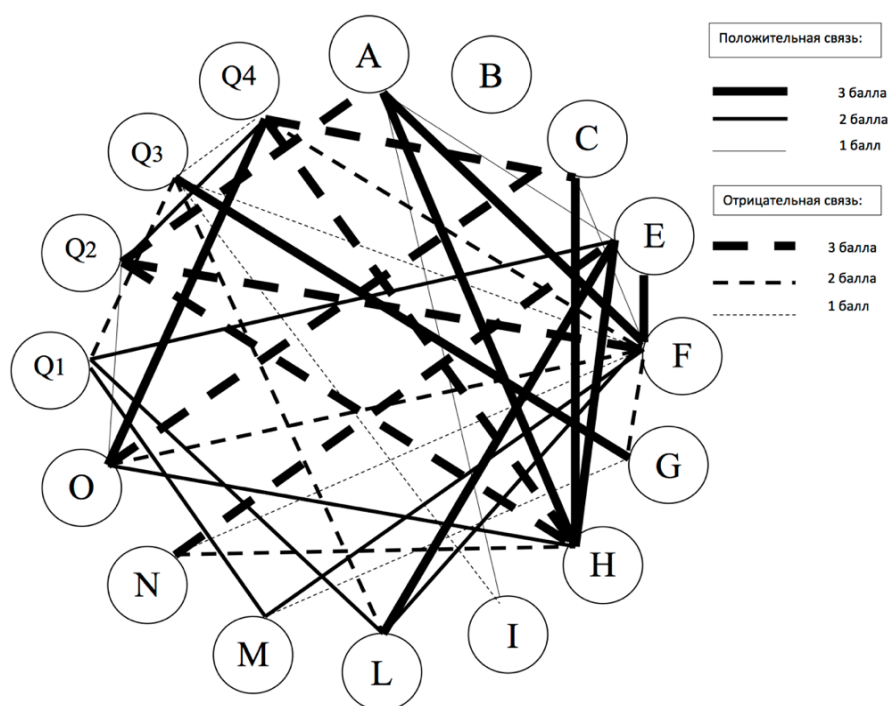 Положительная связь:
3 балла
2 балла
1 балл
Отрицательная связь:
3 балла
2 балла
1 балл
A
B
C
E
F
G
H
I
L
M
N
O
Q1
Q2
Q3
Q4